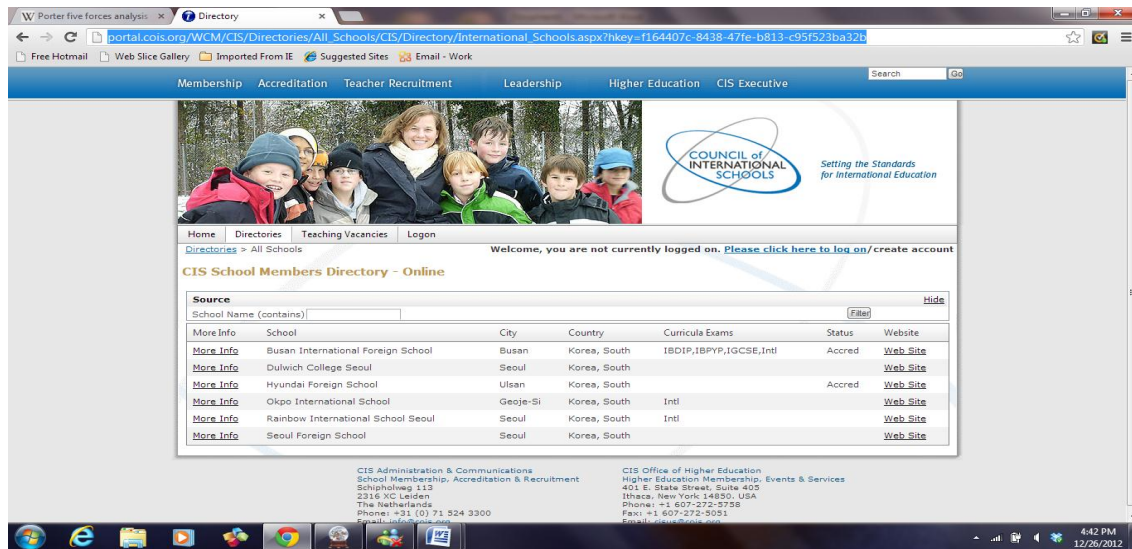 Porter five forces analysis
Directory
portal.cois.org/WCM/CIS/Directories/All_Schools/CIS/Directory/International_Schools.aspx?hkey=f164407c-8438-47fe-b813-c95f523ba32b
Free Hotmail Web Slice Gallery Imported From IE Suggested Sites Email - Work
Search Go
Membership Accreditation Teacher Recruitment Leadership Higher Education CIS Executive
COUNCIL of
INTERNATIONAL
SCHOOLS
Setting the Standards
for International Education
Home Directories Teaching Vacancies Logon
Directories > All Schools Welcome, you are not currently logged on. Please click here to log on/create account
CIS School Members Directory - Online
Source Hide
School Name (contains) Filter
More Info School City Country Curricula Exams Status Website
More Info Busan International Foreign School Busan Korea, South IBDIP,IBPYP,IGCSE,Intl Accred Web Site
More Info Dulwich College Seoul Seoul Korea, South Web Site
More Info Hyundai Foreign School Ulsan Korea, South Accred Web Site
More Info Okpo International School Geoje-Si Korea, South Intl Web Site
More Info Rainbow International School Seoul Seoul Korea, South Intl Web Site
More Info Seoul Foreign School Seoul Korea, South Web Site
CIS Administration & Communications
School Membership, Accreditation & Recruitment
Schipholweg 113
2316 XC Leiden
The Netherlands
Phone: +31 (0) 71 524 3300
Email: info@cois.org
CIS Office of Higher Education
Higher Education Membership, Events & Services
401 E. State Street, Suite 405
Ithaca, New York 14850, USA
Phone: +1 607-272-5758
Fax: +1 607-272-5051
Email: cisus@cois.org
4:42 PM
12/26/2012